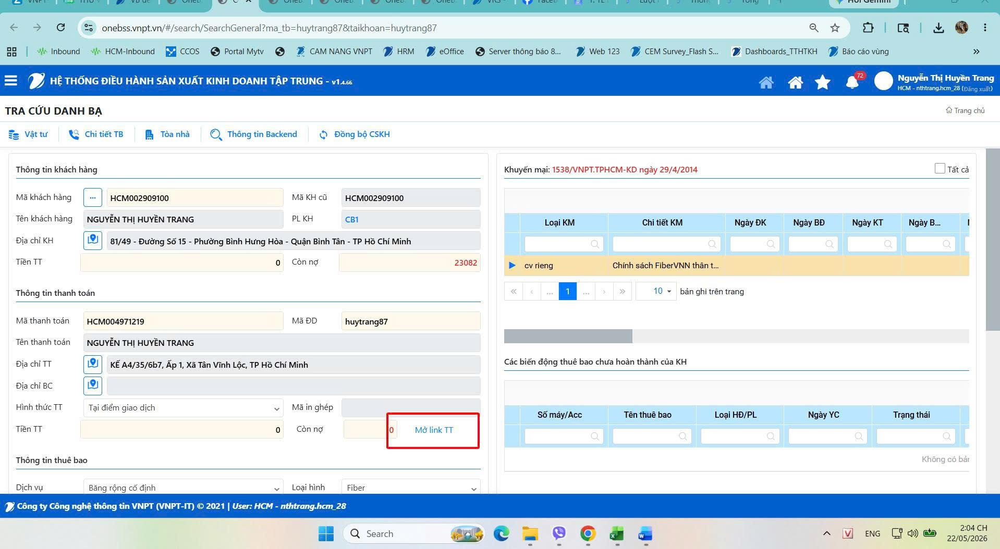 onebss.vnpt.vn/#/search/SearchGeneral?ma_tb=huytrang87&taikhoan=huytrang87
Inbound HCM-Inbound CCOS Portal Mytv CAM NANG VNPT HRM eOffice Server thông báo 8... Web 123 CEM Survey_Flash S... Dashboards_TTHTKH Báo cáo vùng
HỆ THỐNG ĐIỀU HÀNH SẢN XUẤT KINH DOANH TẬP TRUNG - v1.4.66
72
Nguyễn Thị Huyền Trang
HCM - nthtrang.hcm_28 (Đăng xuất)
TRA CỨU DANH BẠ
Trang chủ
Vật tư Chi tiết TB Tòa nhà Thông tin Backend Đồng bộ CSKH
Thông tin khách hàng
Mã khách hàng ... HCM002909100 Mã KH cũ HCM002909100
Tên khách hàng NGUYỄN THỊ HUYỀN TRANG PL KH CB1
Địa chỉ KH 81/49 - Đường Số 15 - Phường Bình Hưng Hòa - Quận Bình Tân - TP Hồ Chí Minh
Tiền TT 0 Còn nợ 23082
Thông tin thanh toán
Mã thanh toán HCM004971219 Mã ĐD huytrang87
Tên thanh toán NGUYỄN THỊ HUYỀN TRANG
Địa chỉ TT KẾ A4/35/6b7, Ấp 1, Xã Tân Vĩnh Lộc, TP Hồ Chí Minh
Địa chỉ BC
Hình thức TT Tại điểm giao dịch Mã in ghép
Tiền TT 0 Còn nợ 0 Mở link TT
Thông tin thuê bao
Dịch vụ Băng rộng cố định Loại hình Fiber
Khuyến mại: 1538/VNPT.TPHCM-KD ngày 29/4/2014 Tất cả
Loại KM Chi tiết KM Ngày ĐK Ngày BĐ Ngày KT Ngày B...
cv rieng Chính sách FiberVNN thân t...
« ‹ ... 1 ... › » 10 bản ghi trên trang
Các biến động thuê bao chưa hoàn thành của KH
Số máy/Acc Tên thuê bao Loại HĐ/PL Ngày YC Trạng thái
Không có bản
Công ty Công nghệ thông tin VNPT (VNPT-IT) © 2021 | User: HCM - nthtrang.hcm_28
Search
ENG
2:04 CH
22/05/2026